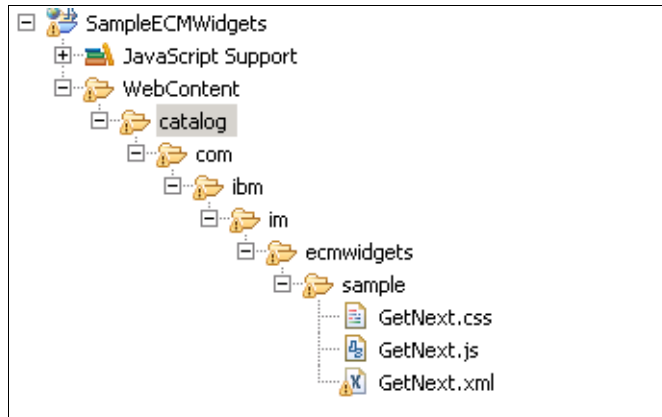 SampleECMWidgets
JavaScript Support
WebContent
catalog
com
ibm
im
ecmwidgets
sample
GetNext.css
GetNext.js
GetNext.xml